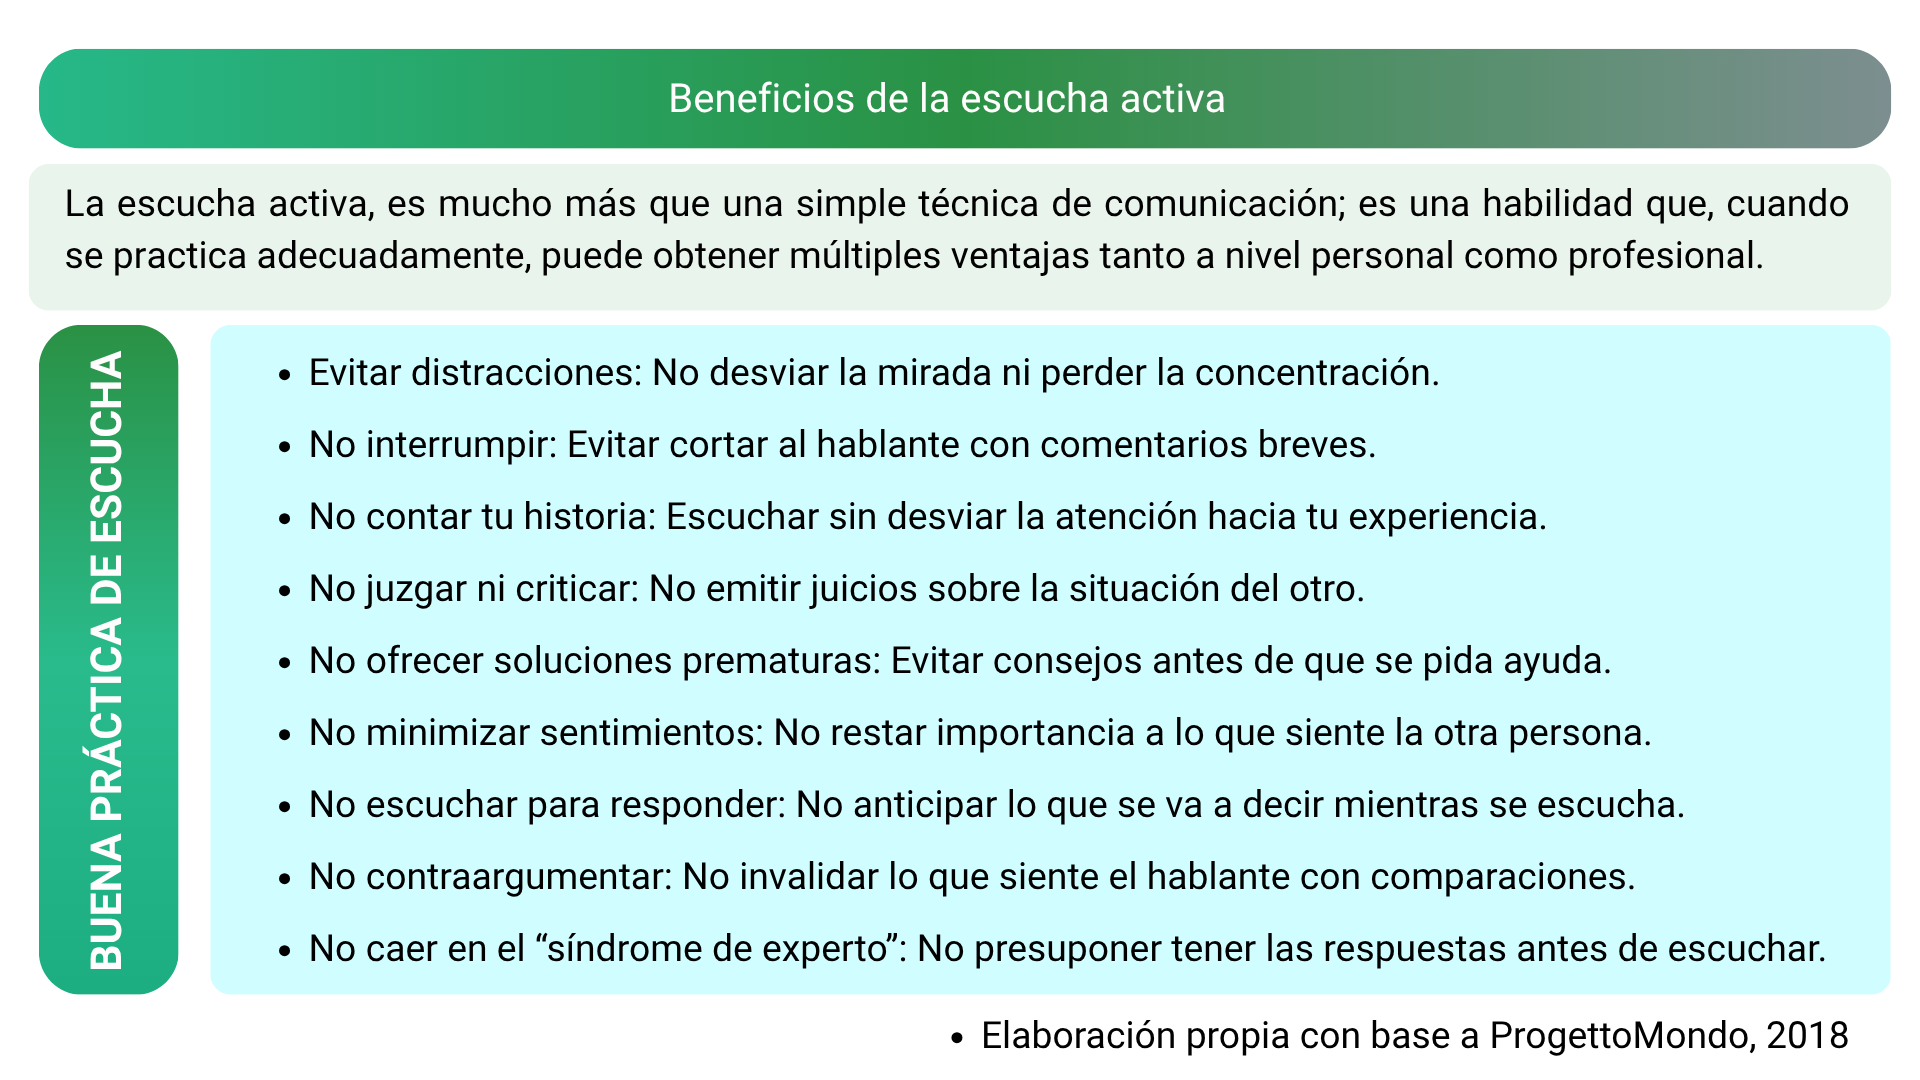 Beneficios de la escucha activa
La escucha activa, es mucho más que una simple técnica de comunicación; es una habilidad que, cuando
se practica adecuadamente, puede obtener múltiples ventajas tanto a nivel personal como profesional.
BUENA PRÁCTICA DE ESCUCHA
• Evitar distracciones: No desviar la mirada ni perder la concentración.
• No interrumpir: Evitar cortar al hablante con comentarios breves.
• No contar tu historia: Escuchar sin desviar la atención hacia tu experiencia.
• No juzgar ni criticar: No emitir juicios sobre la situación del otro.
• No ofrecer soluciones prematuras: Evitar consejos antes de que se pida ayuda.
• No minimizar sentimientos: No restar importancia a lo que siente la otra persona.
• No escuchar para responder: No anticipar lo que se va a decir mientras se escucha.
• No contraargumentar: No invalidar lo que siente el hablante con comparaciones.
• No caer en el “síndrome de experto”: No presuponer tener las respuestas antes de escuchar.
• Elaboración propia con base a ProgettoMondo, 2018